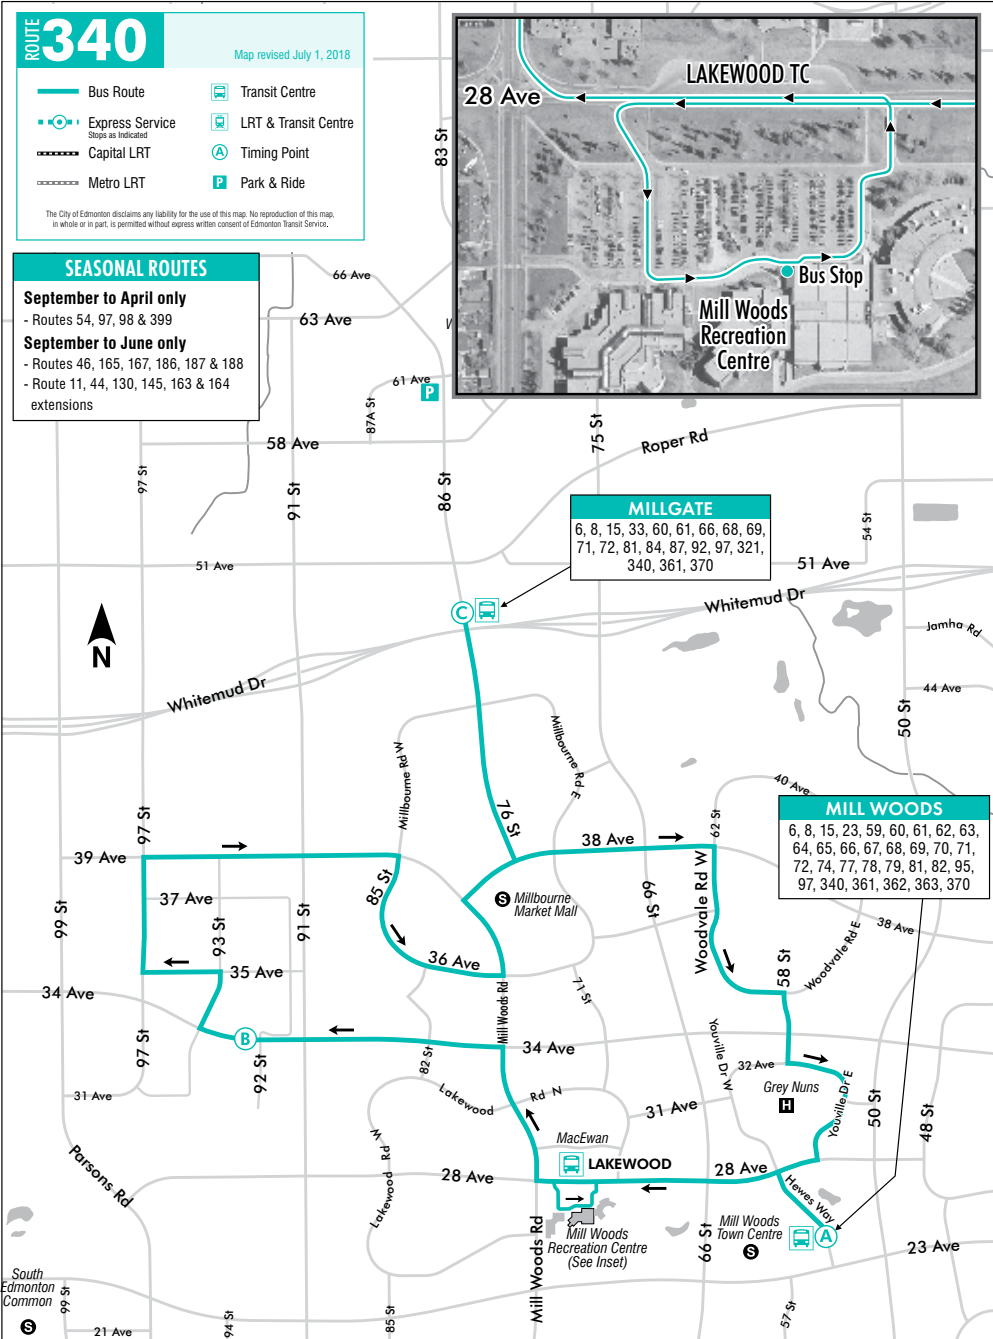 ROUTE 340
Map revised July 1, 2018
Bus Route
Transit Centre
Express Service
Stops as Indicated
LRT & Transit Centre
Capital LRT
A Timing Point
Metro LRT
P Park & Ride
The City of Edmonton disclaims any liability for the use of this map. No reproduction of this map,
in whole or in part, is permitted without express written consent of Edmonton Transit Service.
SEASONAL ROUTES
September to April only
- Routes 54, 97, 98 & 399
September to June only
- Routes 46, 165, 167, 186, 187 & 188
- Route 11, 44, 130, 145, 163 & 164
extensions
LAKEWOOD TC
28 Ave
Bus Stop
Mill Woods
Recreation
Centre
83 St
66 Ave
63 Ave
61 Ave
P
87A St
58 Ave
75 St
Roper Rd
97 St
91 St
86 St
MILLGATE
6, 8, 15, 33, 60, 61, 66, 68, 69,
71, 72, 81, 84, 87, 92, 97, 321,
340, 361, 370
54 St
51 Ave
51 Ave
C
Whitemud Dr
N
Jamha Rd
Whitemud Dr
44 Ave
50 St
Millbourne Rd W
Millbourne Rd E
40 Ave
MILL WOODS
6, 8, 15, 23, 59, 60, 61, 62, 63,
64, 65, 66, 67, 68, 69, 70, 71,
72, 74, 77, 78, 79, 81, 82, 95,
97, 340, 361, 362, 363, 370
97 St
76 St
38 Ave
62 St
39 Ave
85 St
37 Ave
S Millbourne
Market Mall
66 St
Woodvale Rd W
99 St
93 St
91 St
38 Ave
Woodvale Rd E
36 Ave
35 Ave
58 St
34 Ave
71 St
Mill Woods Rd
B
97 St
92 St
82 St
34 Ave
Youville Dr W
32 Ave
Grey Nuns
H
Youville Dr E
50 St
48 St
31 Ave
Lakewood Rd N
31 Ave
MacEwan
Lakewood Rd W
Parsons Rd
28 Ave
LAKEWOOD
28 Ave
Hewes Way
Mill Woods Rd
Mill Woods
Recreation Centre
(See Inset)
66 St
Mill Woods
Town Centre
S
A
23 Ave
South
Edmonton
Common
S
99 St
21 Ave
94 St
85 St
57 St